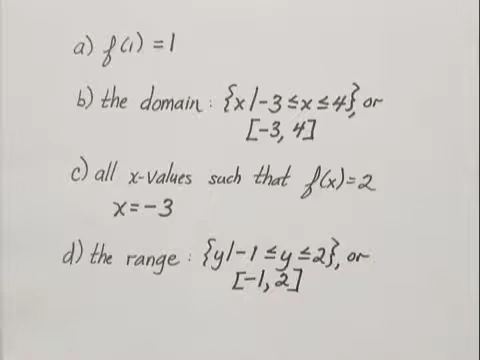 a) f(1) = 1
b) the domain : {x | -3 ≤ x ≤ 4}, or
[-3, 4]
c) all x-values such that f(x) = 2
x = -3
d) the range : {y | -1 ≤ y ≤ 2}, or
[-1, 2]